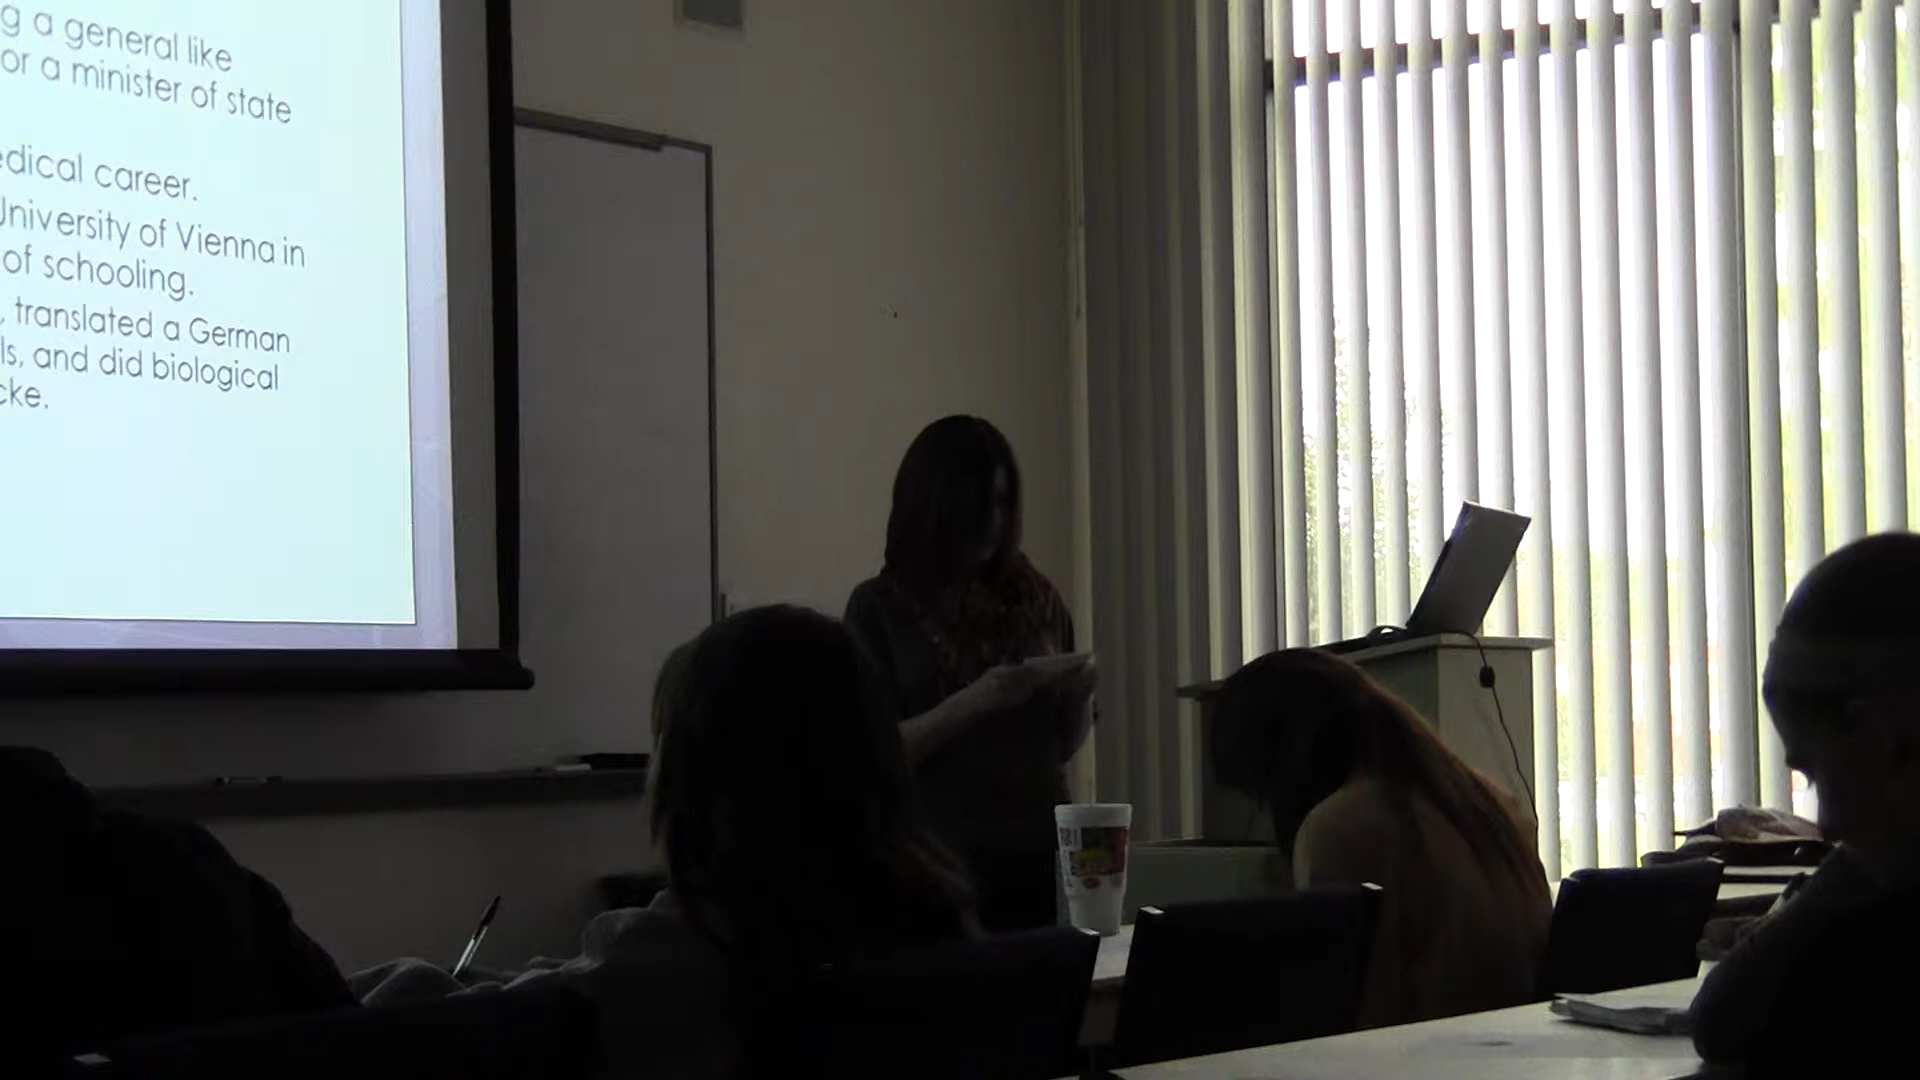 g a general like
or a minister of state
edical career.
University of Vienna in
of schooling.
, translated a German
ls, and did biological
cke.